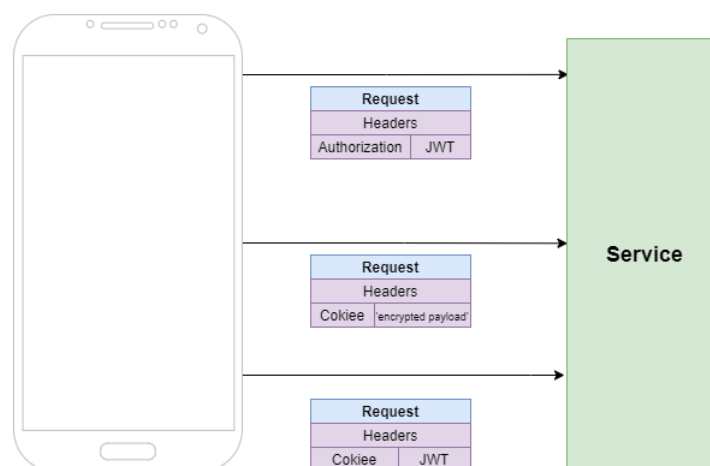 Request
Headers
Authorization JWT
Request
Headers
Cokiee 'encrypted payload'
Request
Headers
Cokiee JWT
Service